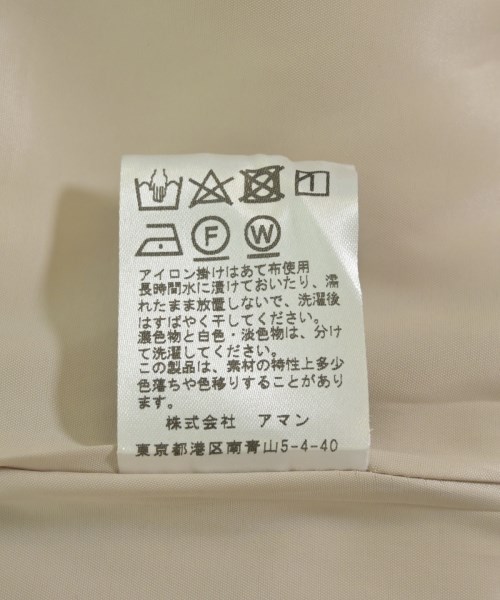 F W
アイロン掛けはあて布使用
長時間水に漬けておいたり、濡
れたまま放置しないで、洗濯後
はすばやく干してください。
濃色物と白色・淡色物は、分け
て洗濯してください。
この製品は、素材の特性上多少
色落ちや色移りすることがあり
ます。
株式会社 アマン
東京都港区南青山5-4-40